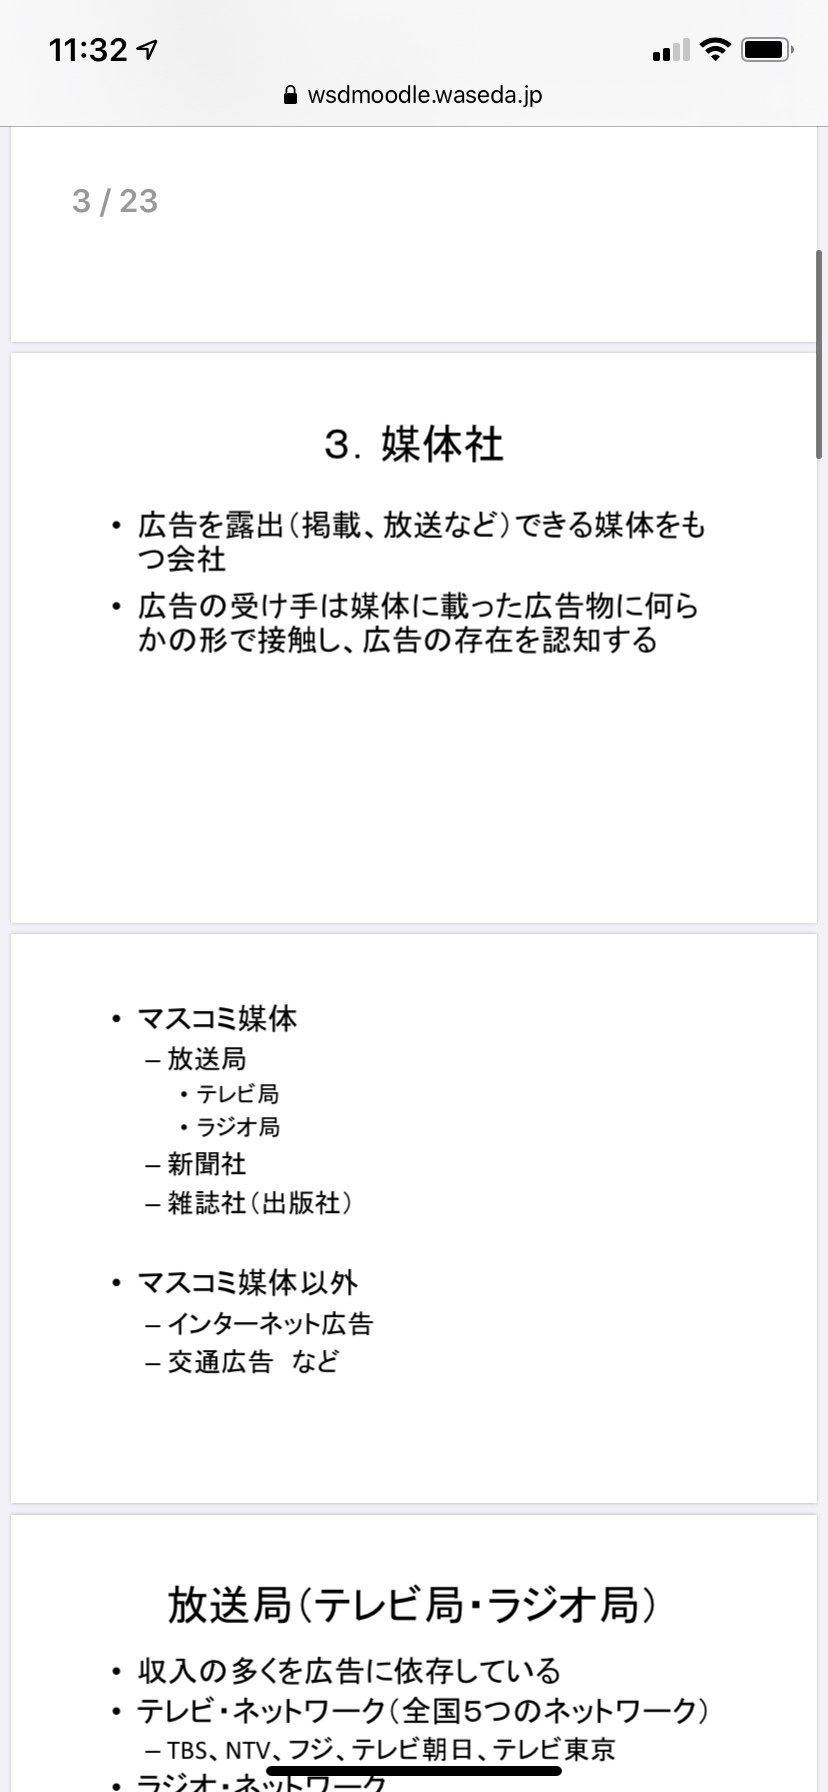 11:32
wsdmoodle.waseda.jp
3 / 23
３．媒体社
• 広告を露出（掲載、放送など）できる媒体をも
つ会社
• 広告の受け手は媒体に載った広告物に何ら
かの形で接触し、広告の存在を認知する
• マスコミ媒体
– 放送局
• テレビ局
• ラジオ局
– 新聞社
– 雑誌社（出版社）
• マスコミ媒体以外
– インターネット広告
– 交通広告　など
放送局（テレビ局・ラジオ局）
• 収入の多くを広告に依存している
• テレビ・ネットワーク（全国5つのネットワーク）
– TBS、NTV、フジ、テレビ朝日、テレビ東京
• ラジオ・ネットワーク